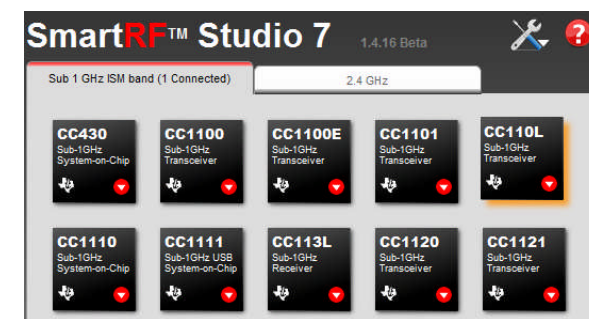 SmartRF™ Studio 7 1.4.16 Beta ?
Sub 1 GHz ISM band (1 Connected) 2.4 GHz
CC430 CC1100 CC1100E CC1101 CC110L
Sub-1GHz Sub-1GHz Sub-1GHz Sub-1GHz Sub-1GHz
System-on-Chip Transceiver Transceiver Transceiver Transceiver
CC1110 CC1111 CC113L CC1120 CC1121
Sub-1GHz Sub-1GHz USB Sub-1GHz Sub-1GHz Sub-1GHz
System-on-Chip System-on-Chip Receiver Transceiver Transceiver